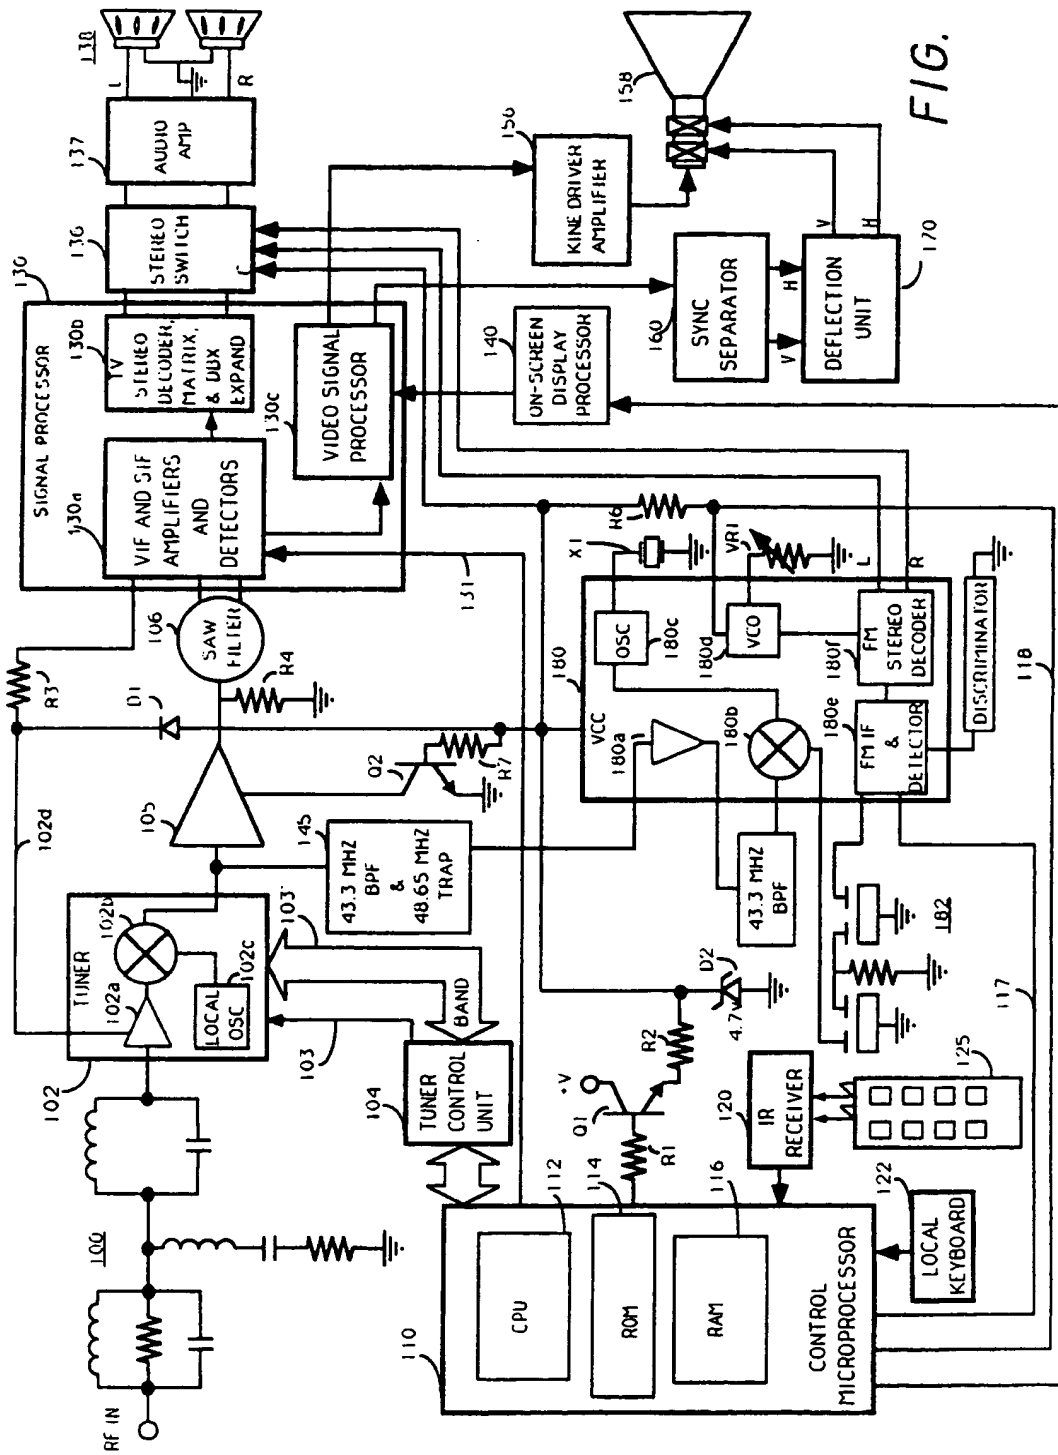 RF IN
100
102
TUNER
102a
102b
LOCAL
OSC
102c
102d
103
103'
BAND
104
TUNER
CONTROL
UNIT
105
145
43.3 MHZ
BPF
&
48.65 MHZ
TRAP
R3
D1
R4
106
SAW
FILTER
Q2
R7
130
SIGNAL PROCESSOR
130a
VIF AND SIF
AMPLIFIERS
AND
DETECTORS
130b
TV
STEREO
DECODER,
MATRIX,
& DBX
EXPAND
130c
VIDEO SIGNAL
PROCESSOR
131
136
STEREO
SWITCH
C
137
AUDIO
AMP
L
R
138
140
ON-SCREEN
DISPLAY
PROCESSOR
156
KINE DRIVER
AMPLIFIER
158
160
SYNC
SEPARATOR
V
H
DEFLECTION
UNIT
170
V
H
110
CPU
112
ROM
114
RAM
116
CONTROL
MICROPROCESSOR
+V
Q1
R1
R2
D2
4.7V
120
IR
RECEIVER
122
LOCAL
KEYBOARD
125
117
118
180
VCC
180a
180b
43.3 MHZ
BPF
OSC
180c
X1
R6
VCO
180d
VR1
180e
FM IF
&
DETECTOR
180f
FM
STEREO
DECODER
L
R
DISCRIMINATOR
182
FIG.